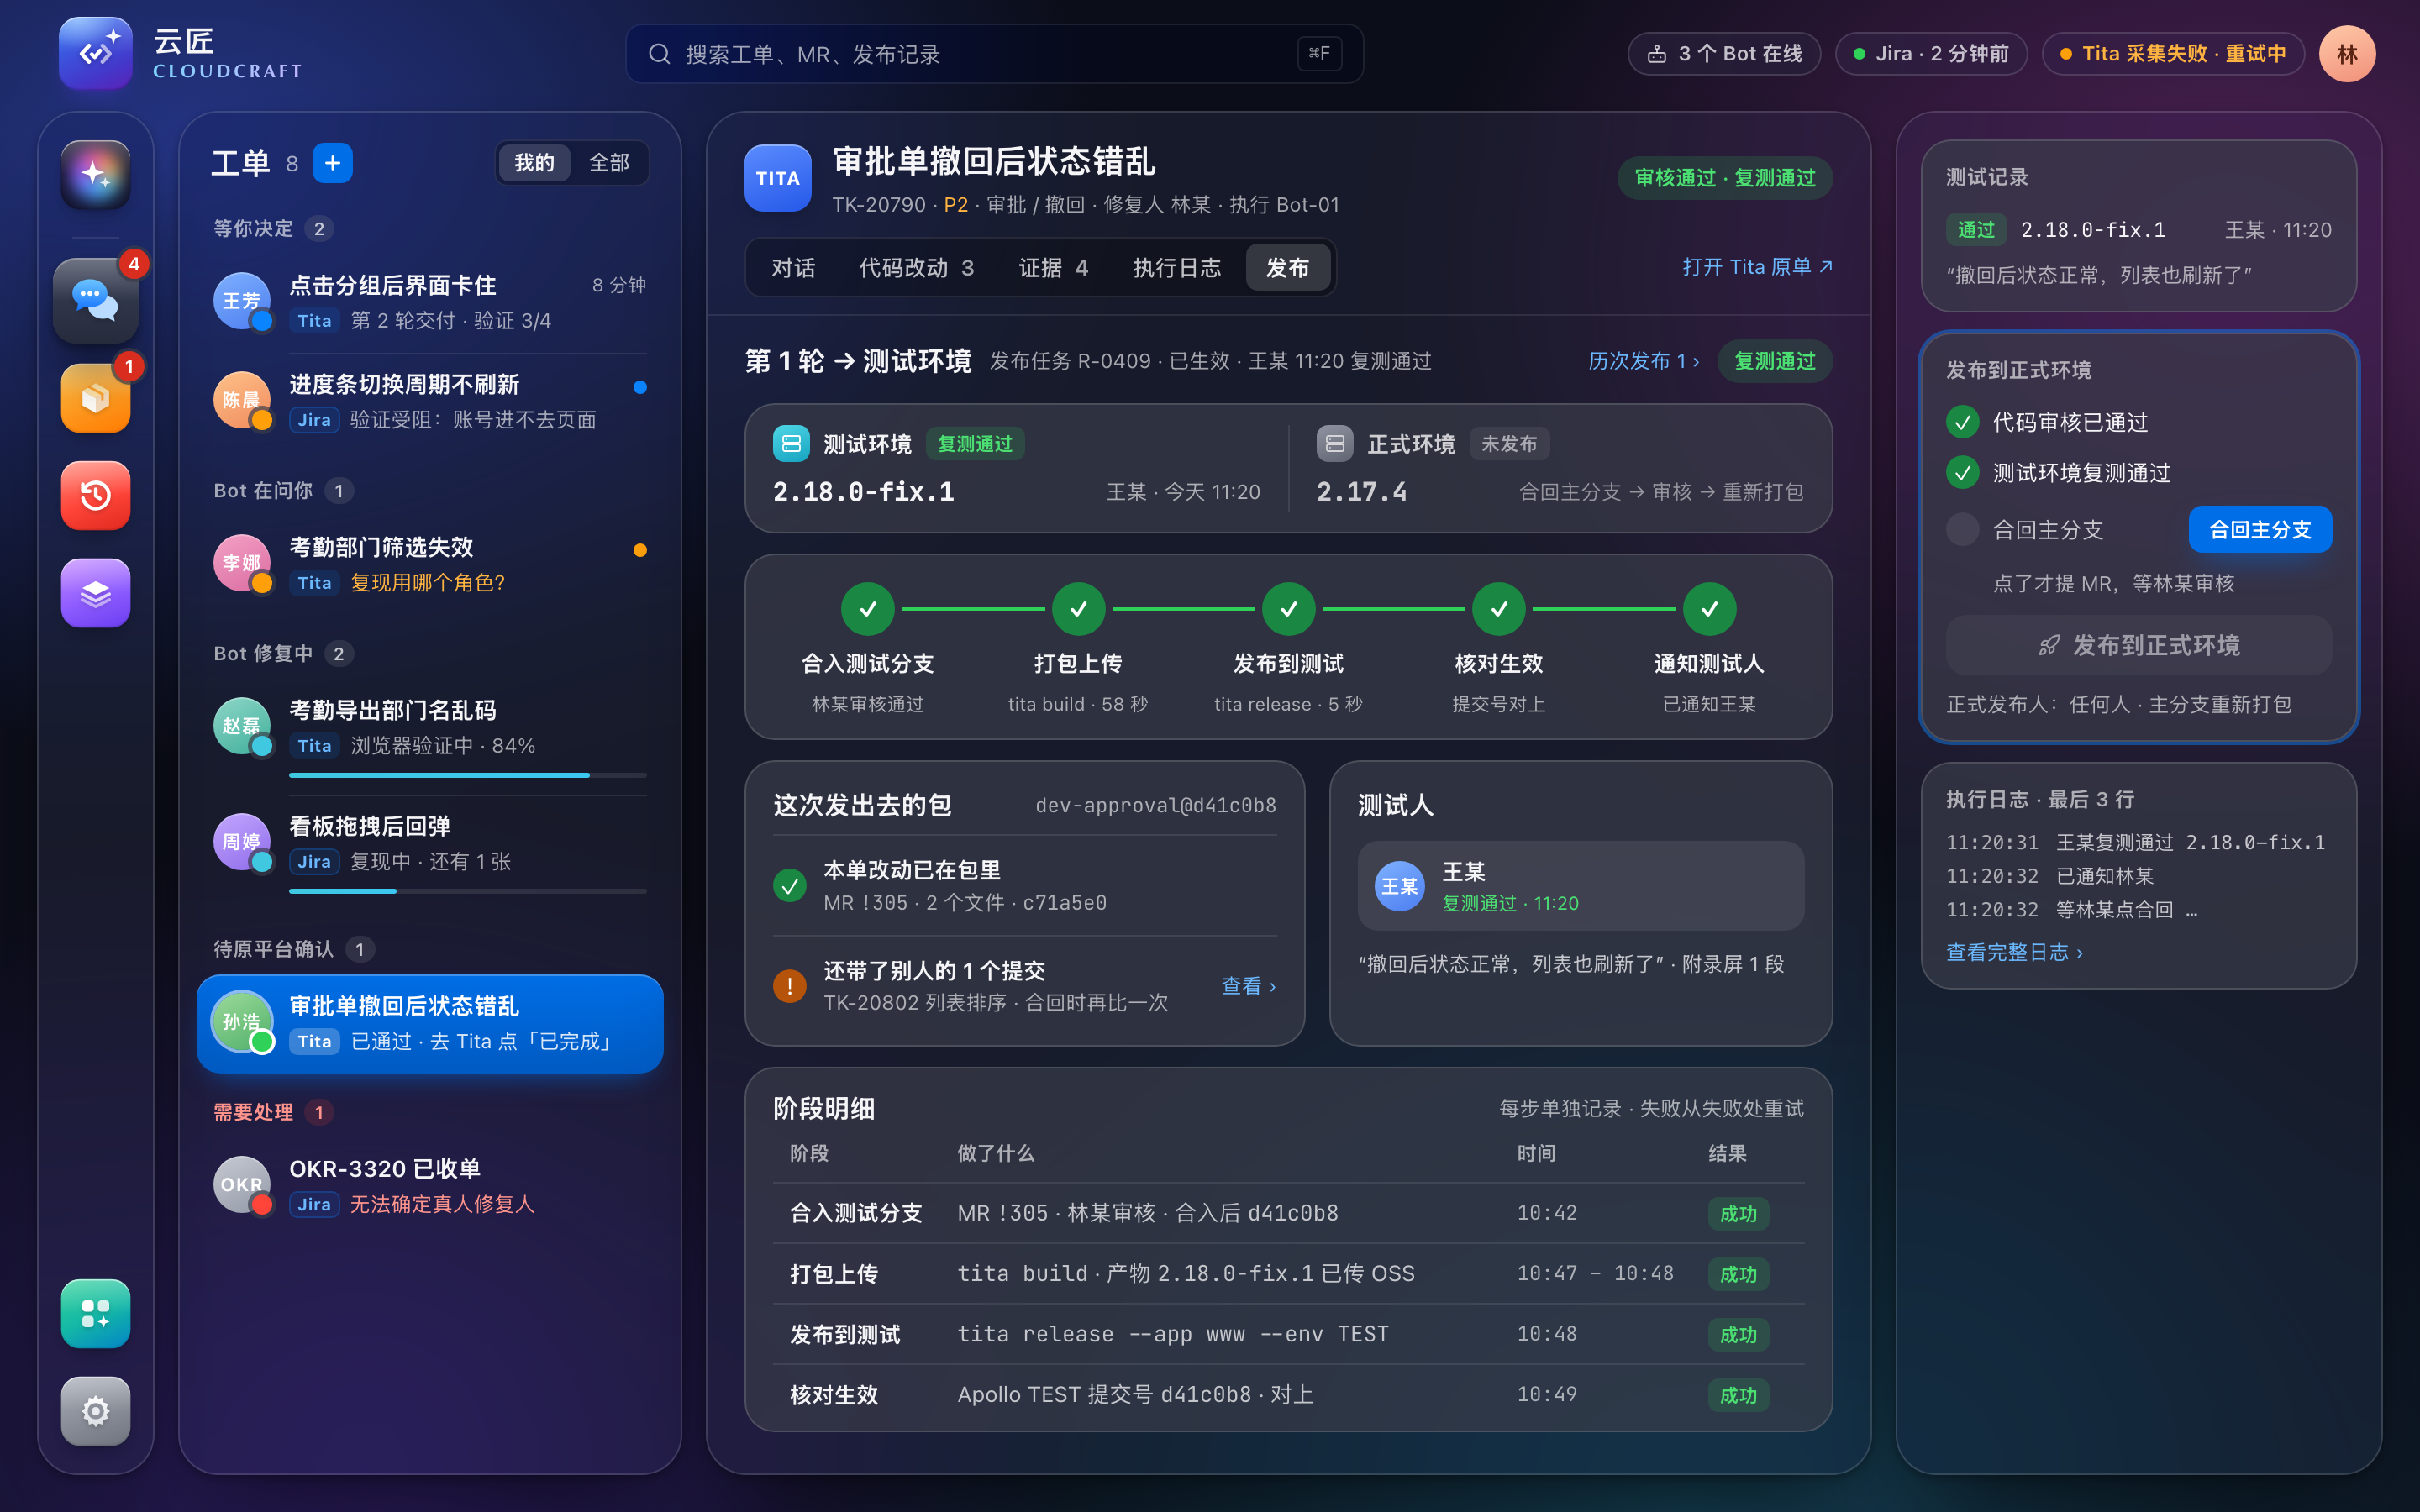 云匠
CLOUDCRAFT
搜索工单、MR、发布记录
⌘F
3 个 Bot 在线
Jira · 2 分钟前
Tita 采集失败 · 重试中
林
4
1
工单 8 +
我的 全部
等你决定 2
王芳
点击分组后界面卡住
8 分钟
Tita 第 2 轮交付 · 验证 3/4
陈晨
进度条切换周期不刷新
Jira 验证受阻：账号进不去页面
Bot 在问你 1
李娜
考勤部门筛选失效
Tita 复现用哪个角色?
Bot 修复中 2
赵磊
考勤导出部门名乱码
Tita 浏览器验证中 · 84%
周婷
看板拖拽后回弹
Jira 复现中 · 还有 1 张
待原平台确认 1
孙浩
审批单撤回后状态错乱
Tita 已通过 · 去 Tita 点「已完成」
需要处理 1
OKR
OKR-3320 已收单
Jira 无法确定真人修复人
TITA
审批单撤回后状态错乱
TK-20790 · P2 · 审批 / 撤回 · 修复人 林某 · 执行 Bot-01
审核通过 · 复测通过
对话 代码改动 3 证据 4 执行日志 发布
打开 Tita 原单 ↗
第 1 轮 → 测试环境 发布任务 R-0409 · 已生效 · 王某 11:20 复测通过
历次发布 1 ›
复测通过
测试环境 复测通过
2.18.0-fix.1 王某 · 今天 11:20
正式环境 未发布
2.17.4 合回主分支 → 审核 → 重新打包
合入测试分支
林某审核通过
打包上传
tita build · 58 秒
发布到测试
tita release · 5 秒
核对生效
提交号对上
通知测试人
已通知王某
这次发出去的包 dev-approval@d41c0b8
本单改动已在包里
MR !305 · 2 个文件 · c71a5e0
!
还带了别人的 1 个提交
TK-20802 列表排序 · 合回时再比一次
查看 ›
测试人
王某
王某
复测通过 · 11:20
“撤回后状态正常，列表也刷新了” · 附录屏 1 段
阶段明细 每步单独记录 · 失败从失败处重试
阶段 做了什么 时间 结果
合入测试分支 MR !305 · 林某审核 · 合入后 d41c0b8 10:42 成功
打包上传 tita build · 产物 2.18.0-fix.1 已传 OSS 10:47 – 10:48 成功
发布到测试 tita release --app www --env TEST 10:48 成功
核对生效 Apollo TEST 提交号 d41c0b8 · 对上 10:49 成功
测试记录
通过 2.18.0-fix.1 王某 · 11:20
“撤回后状态正常，列表也刷新了”
发布到正式环境
代码审核已通过
测试环境复测通过
合回主分支 合回主分支
点了才提 MR，等林某审核
发布到正式环境
正式发布人：任何人 · 主分支重新打包
执行日志 · 最后 3 行
11:20:31 王某复测通过 2.18.0-fix.1
11:20:32 已通知林某
11:20:32 等林某点合回 …
查看完整日志 ›